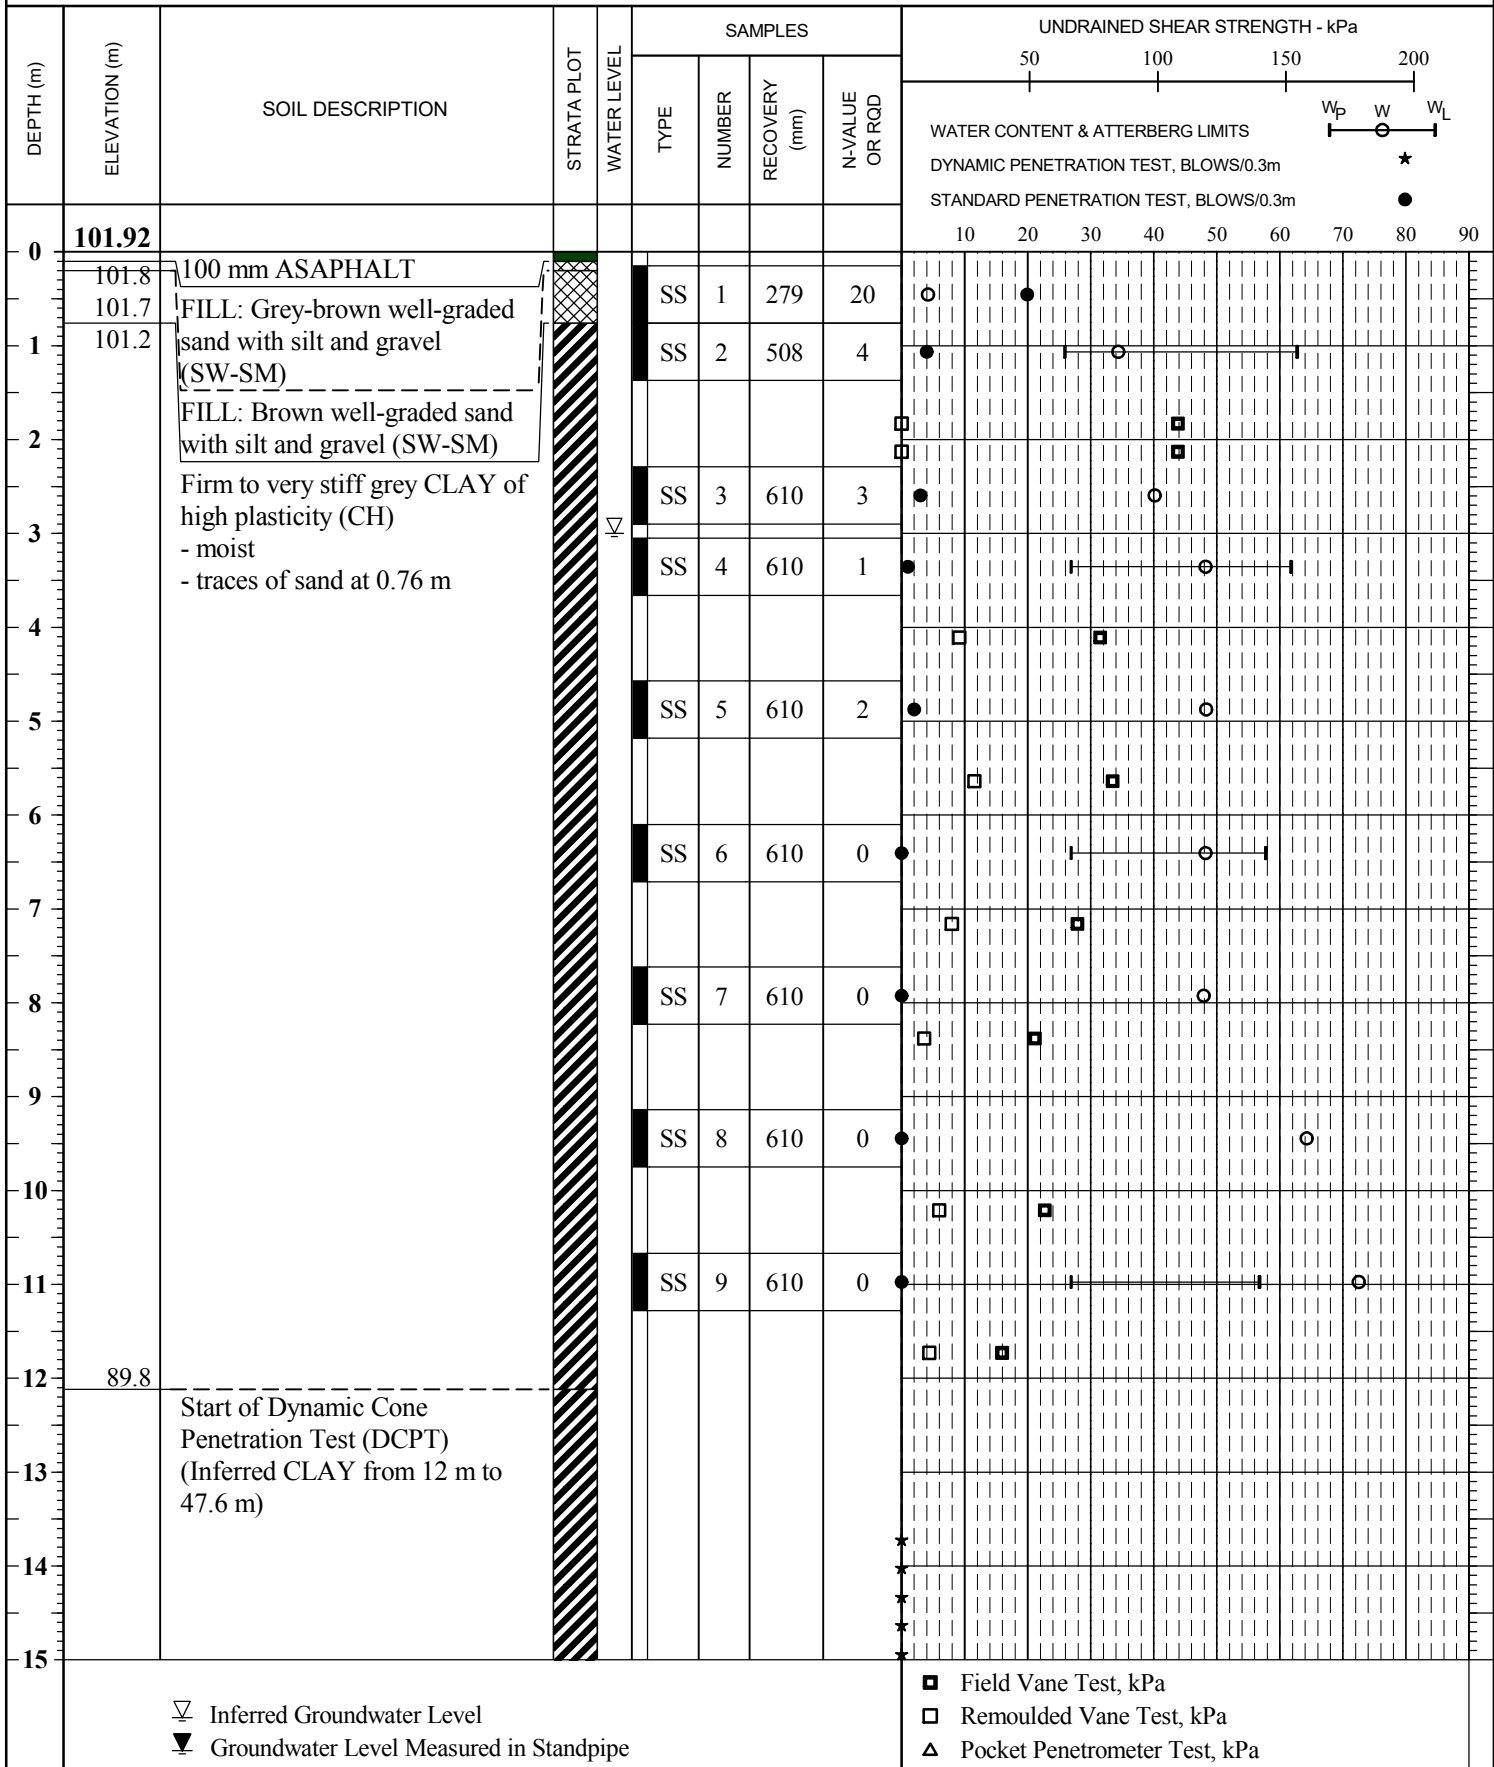 DEPTH (m)
ELEVATION (m)
SOIL DESCRIPTION
STRATA PLOT
WATER LEVEL
SAMPLES
TYPE
NUMBER
RECOVERY
(mm)
N-VALUE
OR RQD
UNDRAINED SHEAR STRENGTH - kPa
50 100 150 200
WATER CONTENT & ATTERBERG LIMITS
WP W WL
DYNAMIC PENETRATION TEST, BLOWS/0.3m
STANDARD PENETRATION TEST, BLOWS/0.3m
10 20 30 40 50 60 70 80 90
0
101.92
101.8
100 mm ASAPHALT
101.7
FILL: Grey-brown well-graded
sand with silt and gravel
(SW-SM)
101.2
FILL: Brown well-graded sand
with silt and gravel (SW-SM)
Firm to very stiff grey CLAY of
high plasticity (CH)
- moist
- traces of sand at 0.76 m
SS 1 279 20
1
SS 2 508 4
2
SS 3 610 3
3
SS 4 610 1
4
SS 5 610 2
5
6
SS 6 610 0
7
SS 7 610 0
8
9
SS 8 610 0
10
SS 9 610 0
11
12
89.8
Start of Dynamic Cone
Penetration Test (DCPT)
(Inferred CLAY from 12 m to
47.6 m)
13
14
15
Inferred Groundwater Level
Groundwater Level Measured in Standpipe
Field Vane Test, kPa
Remoulded Vane Test, kPa
Pocket Penetrometer Test, kPa